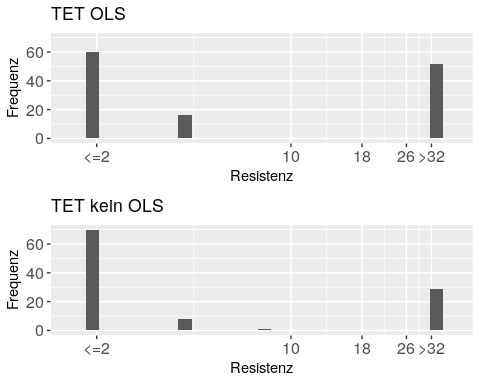 TET OLS
Frequenz
60
40
20
0
<=2 10 18 26 >32
Resistenz
TET keIn OLS
Frequenz
60
40
20
0
<=2 10 18 26 >32
Resistenz